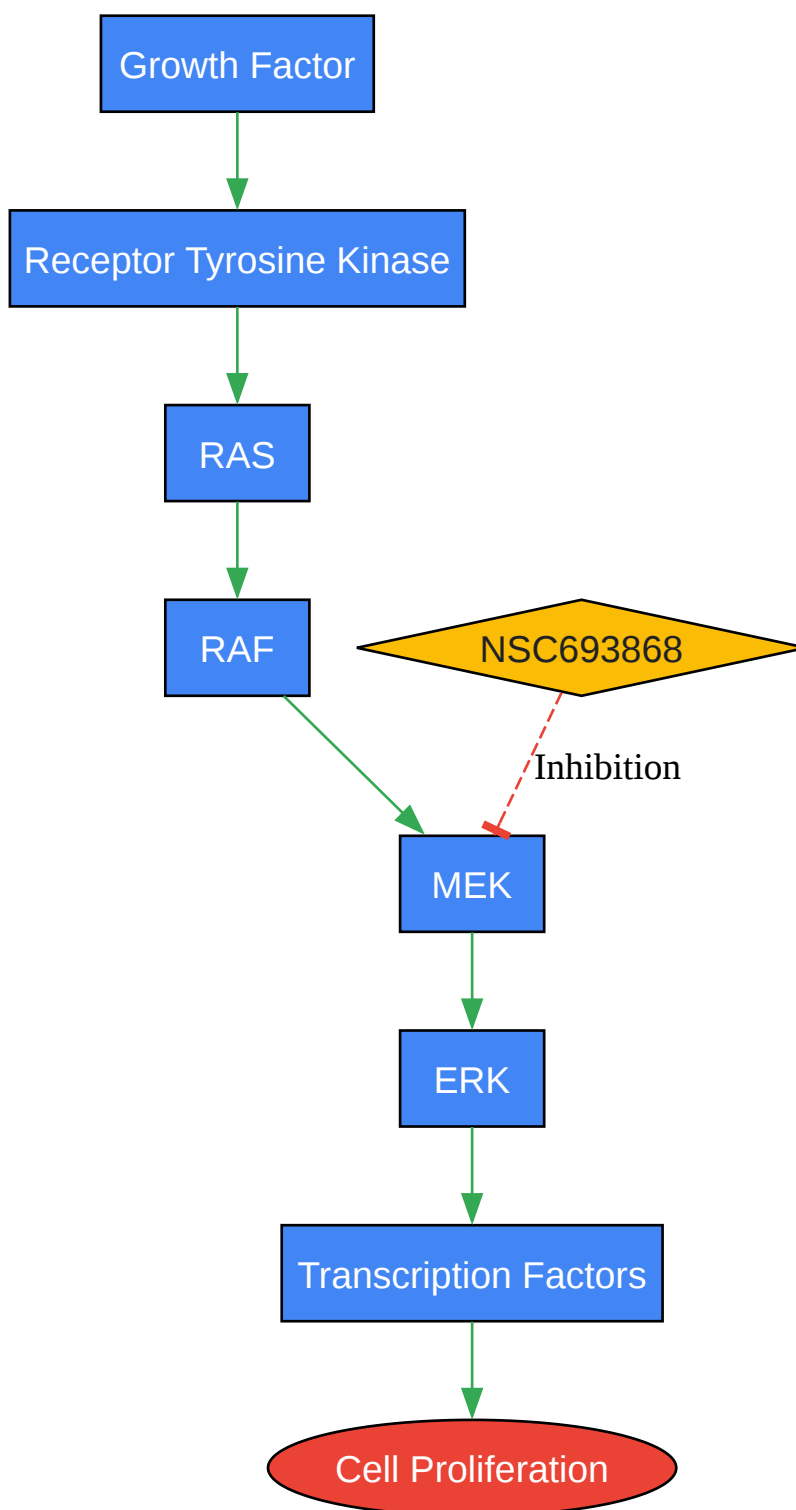 Growth Factor
Receptor Tyrosine Kinase
RAS
RAF
NSC693868
Inhibition
MEK
ERK
Transcription Factors
Cell Proliferation